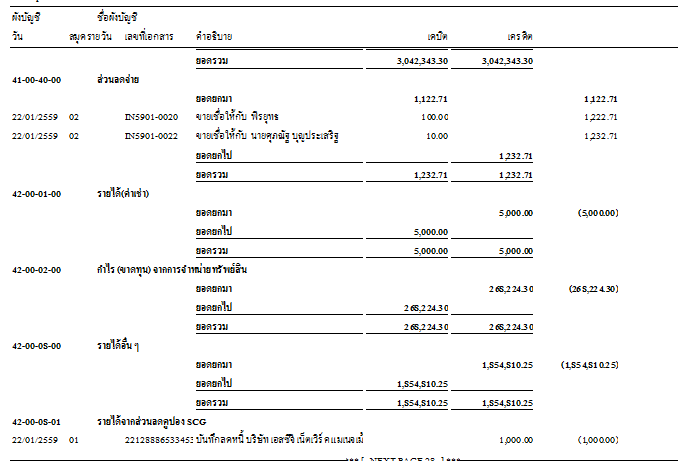 ผังบัญชี ชื่อผังบัญชี
วัน สมุดรายวัน เลขที่เอกสาร คำอธิบาย เดบิต เครดิต
ยอดรวม 3,042,343.30 3,042,343.30
41-00-40-00 ส่วนลดจ่าย
ยอดยกมา 1,122.71 1,122.71
22/01/2559 02 IN5901-0020 ขายเชื่อให้กับ พิรยุทธ 100.00 1,222.71
22/01/2559 02 IN5901-0022 ขายเชื่อให้กับ นายศุภณัฐ บุญประเสริฐ 10.00 1,232.71
ยอดยกไป 1,232.71
ยอดรวม 1,232.71 1,232.71
42-00-01-00 รายได้(ค่าเช่า)
ยอดยกมา 5,000.00 (5,000.00)
ยอดยกไป 5,000.00
ยอดรวม 5,000.00 5,000.00
42-00-02-00 กำไร (ขาดทุน) จากการจำหน่ายทรัพย์สิน
ยอดยกมา 268,224.30 (268,224.30)
ยอดยกไป 268,224.30
ยอดรวม 268,224.30 268,224.30
42-00-08-00 รายได้อื่น ๆ
ยอดยกมา 1,854,810.25 (1,854,810.25)
ยอดยกไป 1,854,810.25
ยอดรวม 1,854,810.25 1,854,810.25
42-00-08-01 รายได้จากส่วนลดคูปอง SCG
22/01/2559 01 22128886533453 บันทึกลดหนี้ บริษัท เอสซีจี เน็ตเวิร์ค แมเนจเม้ 1,000.00 (1,000.00)